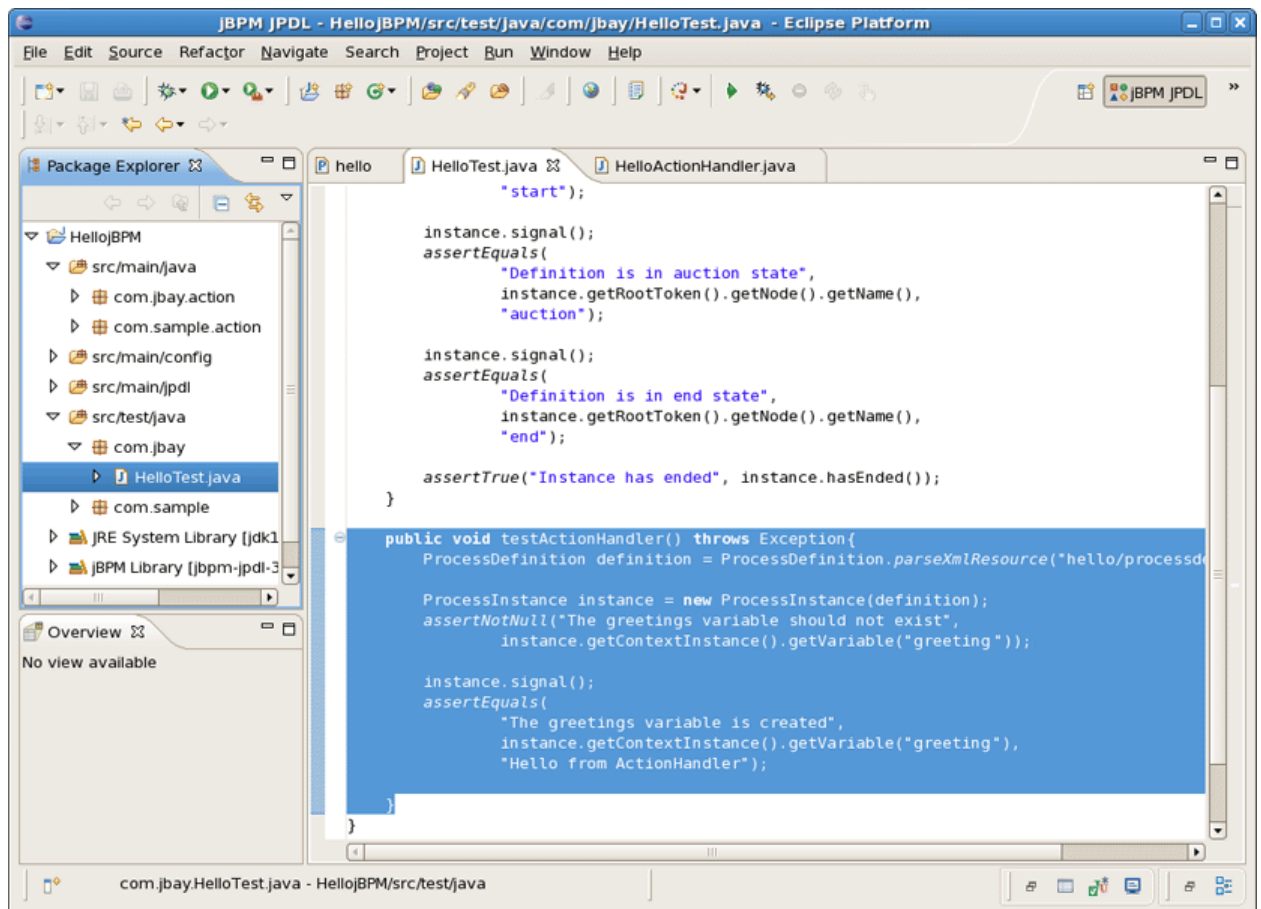 jBPM JPDL - HellojBPM/src/test/java/com/jbay/HelloTest.java - Eclipse Platform
File Edit Source Refactor Navigate Search Project Run Window Help
jBPM JPDL »
Package Explorer
hello HelloTest.java HelloActionHandler.java
HellojBPM
src/main/java
com.jbay.action
com.sample.action
src/main/config
src/main/jpdl
src/test/java
com.jbay
HelloTest.java
com.sample
JRE System Library [jdk1
jBPM Library [jbpm-jpdl-3
Overview
No view available
"start");
instance.signal();
assertEquals(
"Definition is in auction state",
instance.getRootToken().getNode().getName(),
"auction");
instance.signal();
assertEquals(
"Definition is in end state",
instance.getRootToken().getNode().getName(),
"end");
assertTrue("Instance has ended", instance.hasEnded());
}
public void testActionHandler() throws Exception{
ProcessDefinition definition = ProcessDefinition.parseXmlResource("hello/processd
ProcessInstance instance = new ProcessInstance(definition);
assertNotNull("The greetings variable should not exist",
instance.getContextInstance().getVariable("greeting"));
instance.signal();
assertEquals(
"The greetings variable is created",
instance.getContextInstance().getVariable("greeting"),
"Hello from ActionHandler");
}
}
com.jbay.HelloTest.java - HellojBPM/src/test/java